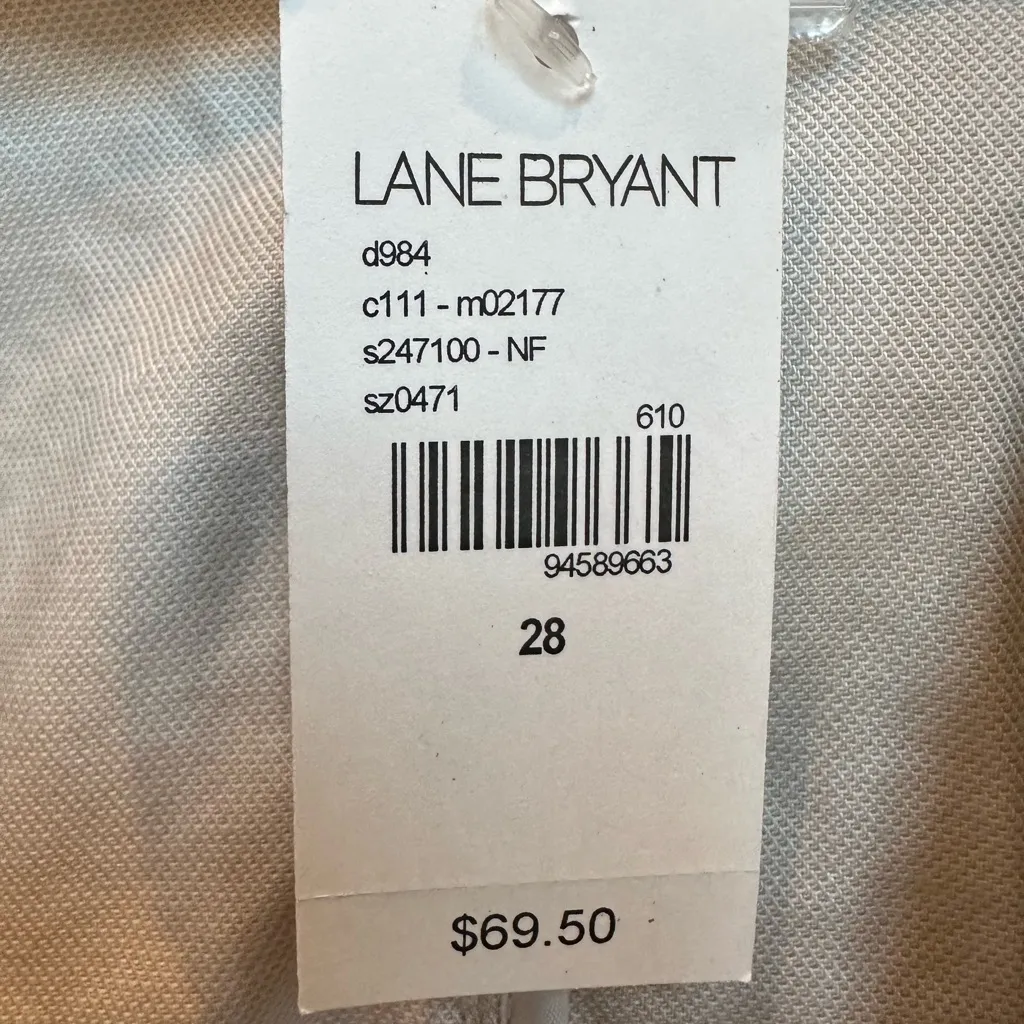 LANE BRYANT
d984
c111 - m02177
s247100 - NF
sz0471
610
94589663
28
$69.50